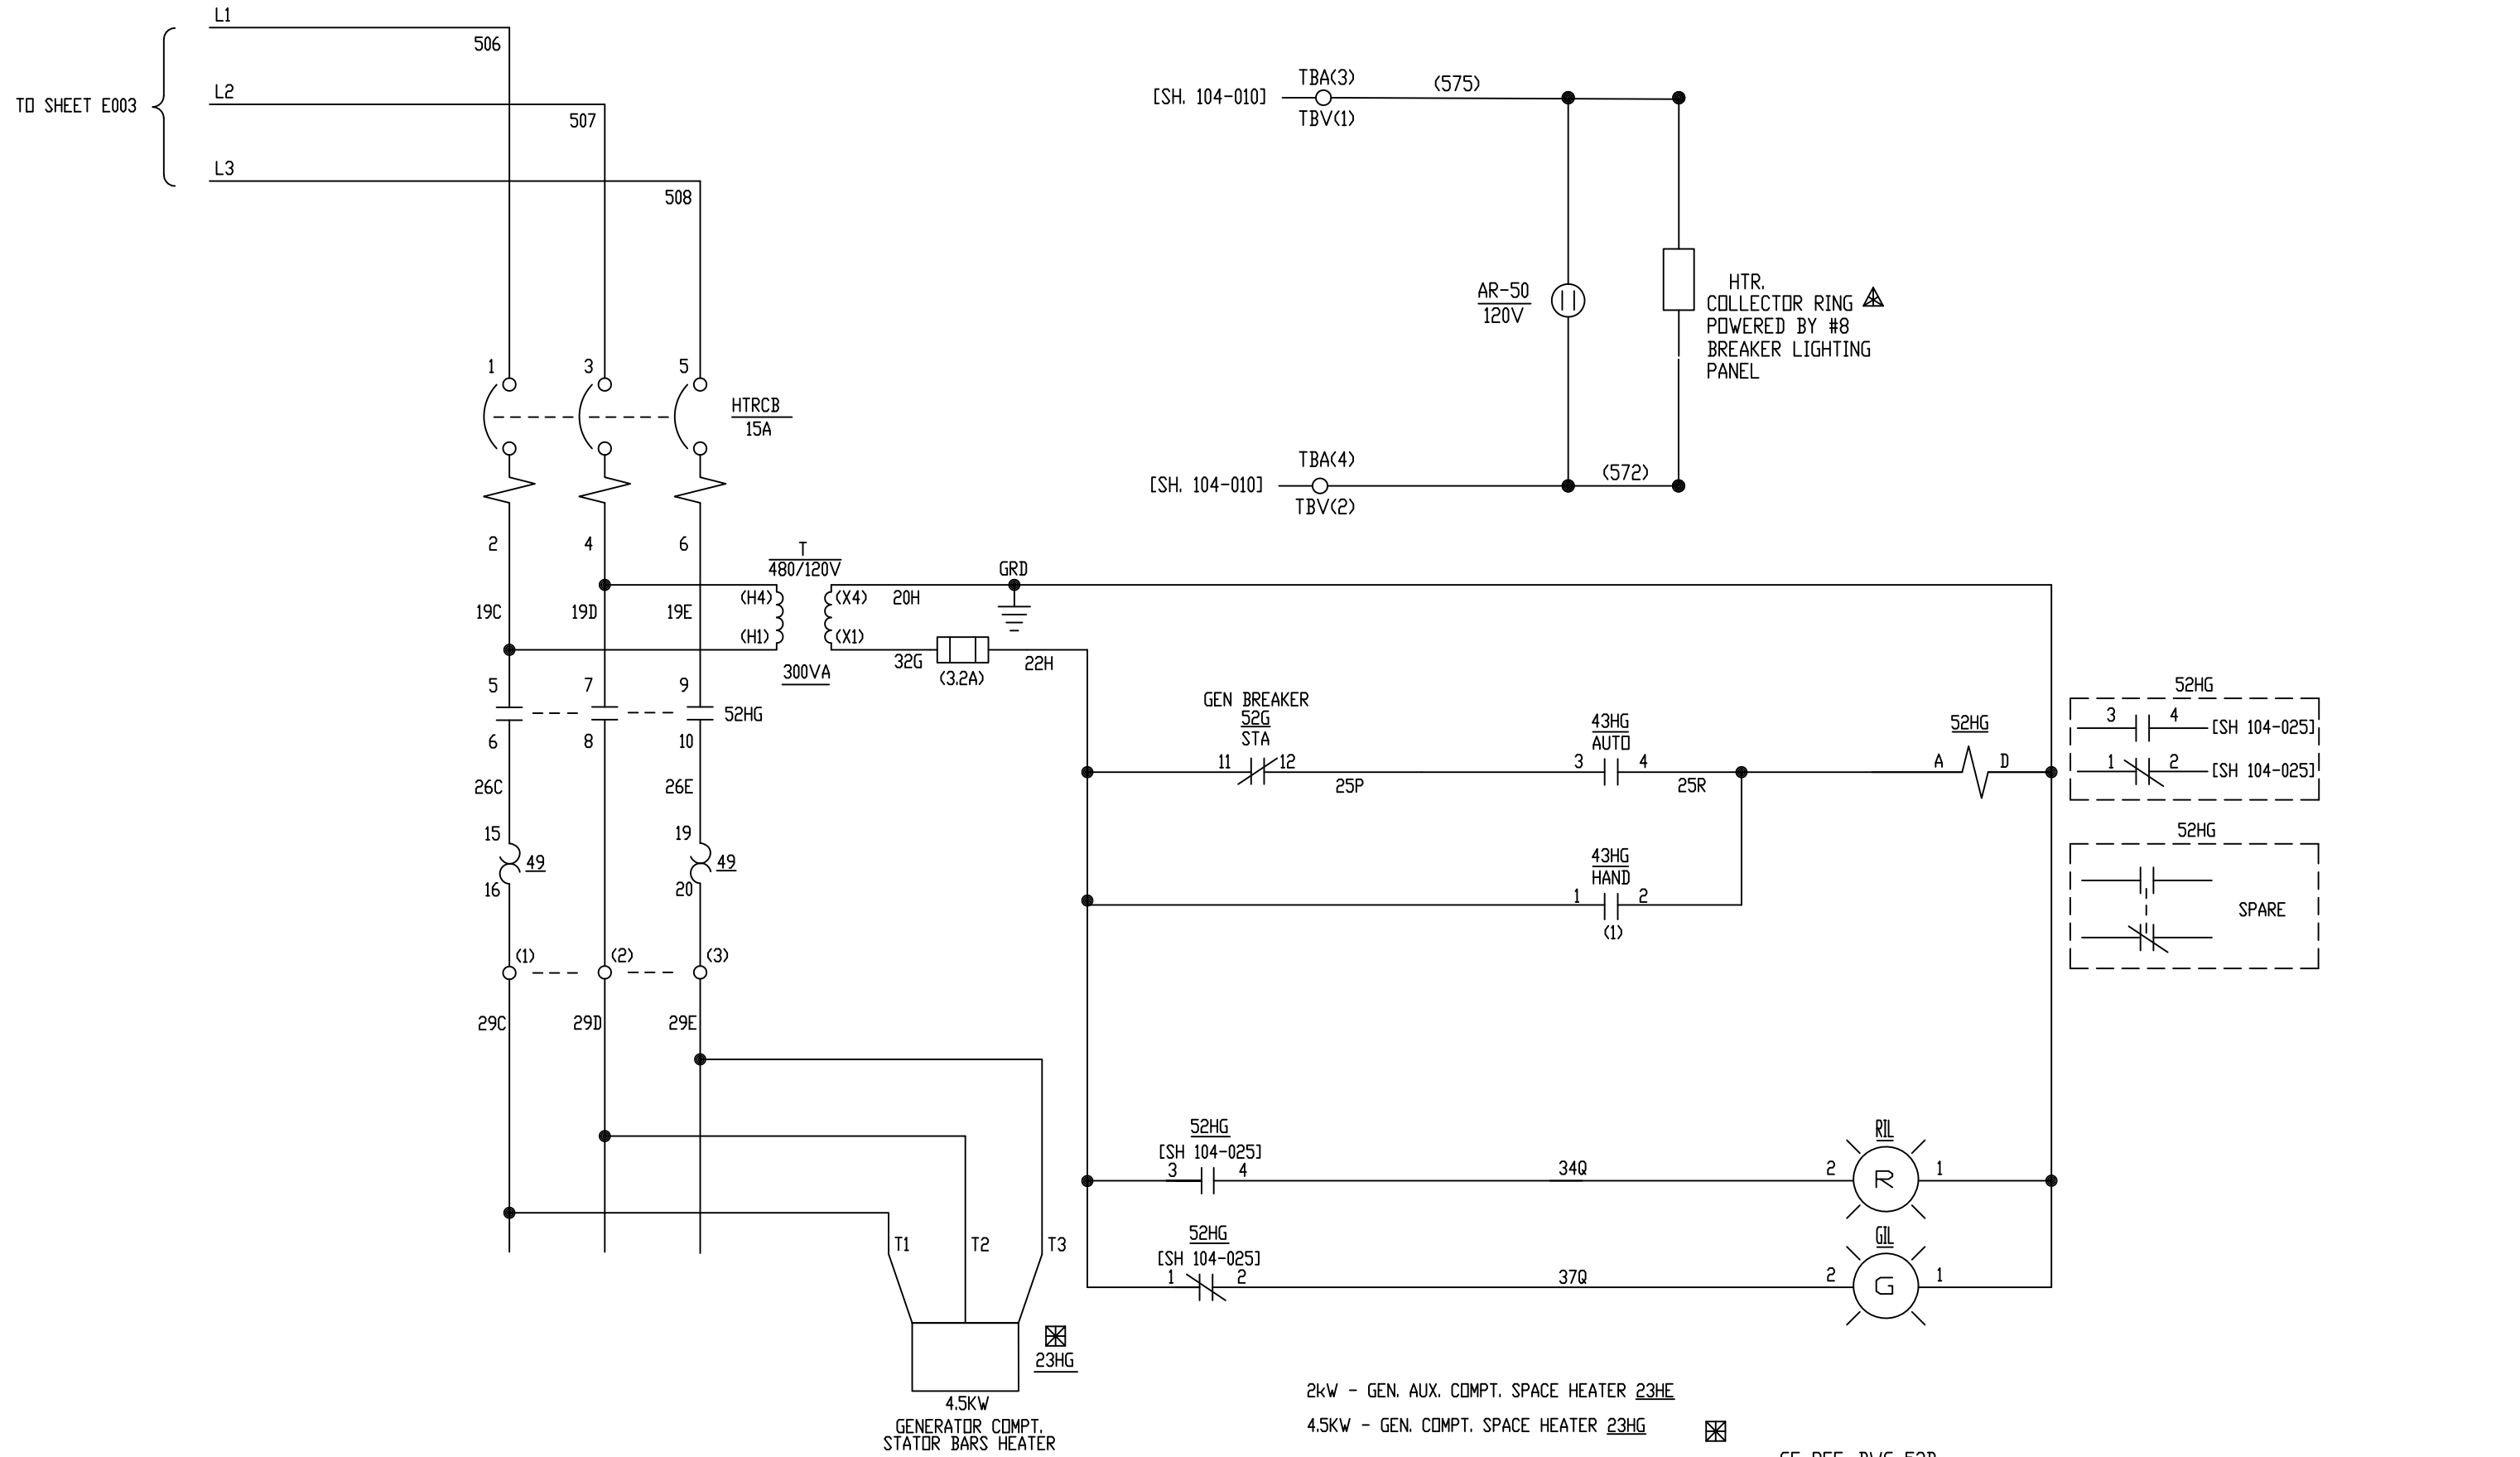 L1
506
TO SHEET E003
L2
507
L3
508
[SH. 104-010]
TBA(3)
TBV(1)
(575)
AR-50
120V
HTR.
COLLECTOR RING
POWERED BY #8
BREAKER LIGHTING
PANEL
1
3
5
HTRCB
15A
[SH. 104-010]
TBA(4)
TBV(2)
(572)
2
4
6
T
480/120V
GRD
19C
19D
19E
(H4)
(X4)
20H
(H1)
(X1)
32G
22H
300VA
(3.2A)
5
7
9
52HG
6
8
10
GEN BREAKER
52G
STA
11
12
25P
43HG
AUTO
3
4
25R
52HG
A
D
52HG
3
4
[SH 104-025]
1
2
[SH 104-025]
26C
26E
15
49
16
19
49
20
43HG
HAND
1
2
(1)
52HG
SPARE
(1)
(2)
(3)
29C
29D
29E
52HG
[SH 104-025]
3
4
34Q
RIL
2
R
1
T1
T2
T3
52HG
[SH 104-025]
1
2
37Q
GIL
2
G
1
23HG
4.5KW
GENERATOR COMPT.
STATOR BARS HEATER
2kW - GEN. AUX. COMPT. SPACE HEATER 23HE
4.5KW - GEN. COMPT. SPACE HEATER 23HG